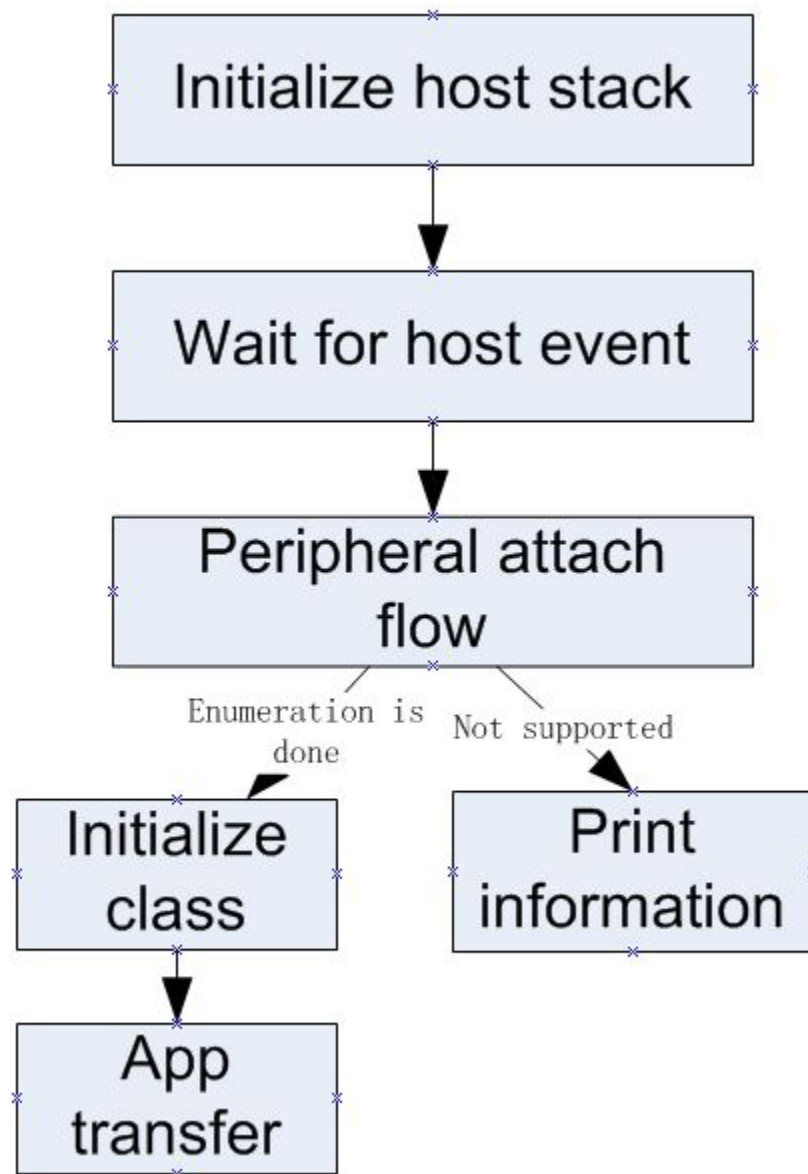 Initialize host stack
Wait for host event
Peripheral attach
flow
Enumeration is
done
Not supported
Initialize
class
Print
information
App
transfer